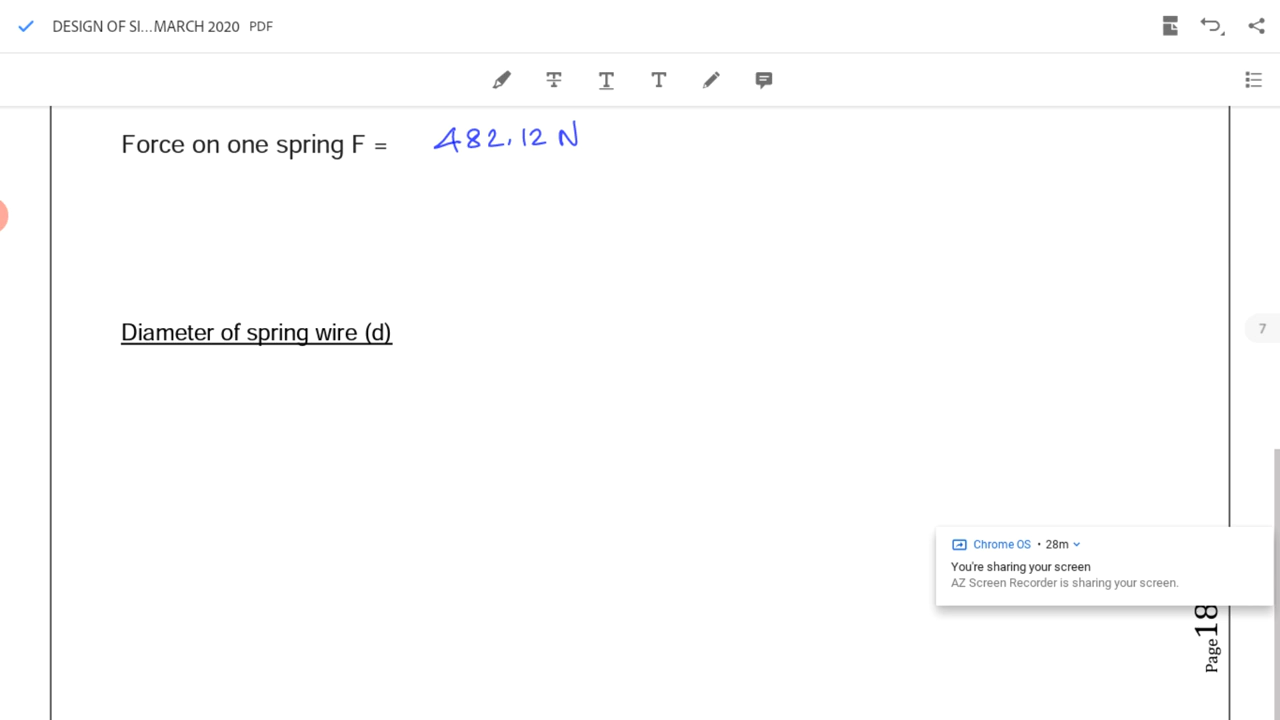 DESIGN OF SI...MARCH 2020 PDF
Force on one spring F = 482.12 N
Diameter of spring wire (d)
7
Chrome OS • 28m
You're sharing your screen
AZ Screen Recorder is sharing your screen.
Page 18